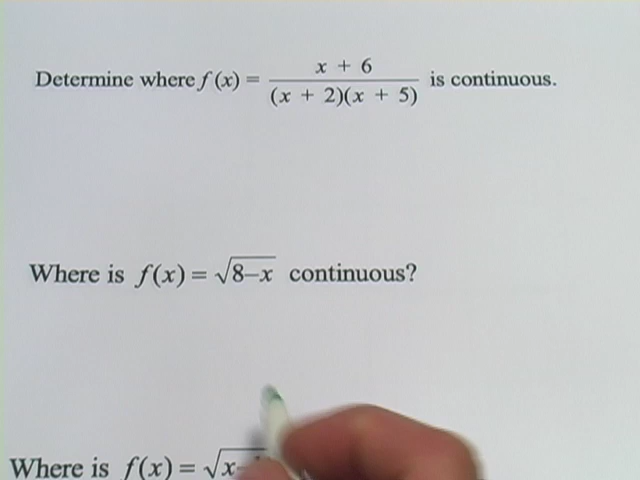 Determine where f(x) = x + 6 / (x + 2)(x + 5) is continuous.
Where is f(x) = √8–x continuous?
Where is f(x) = √x–